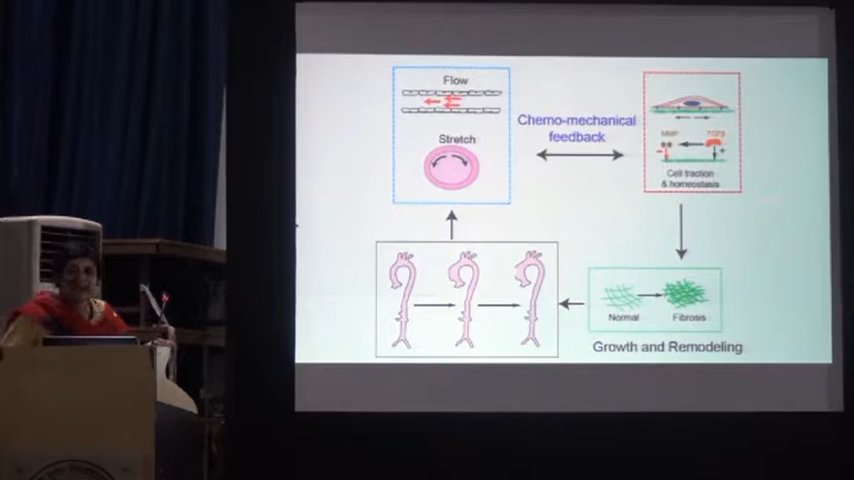 Flow
Stretch
Chemo-mechanical
feedback
MMP
TGFβ
Cell traction
& homeostasis
Normal
Fibrosis
Growth and Remodeling